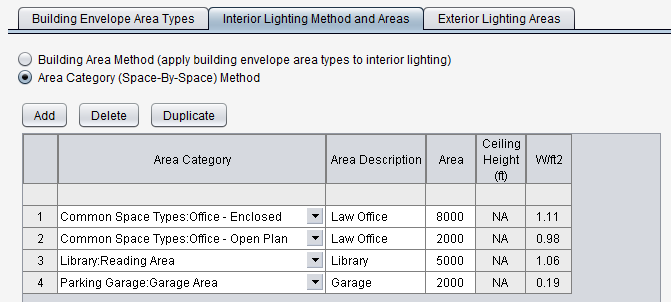 Building Envelope Area Types Interior Lighting Method and Areas Exterior Lighting Areas
Building Area Method (apply building envelope area types to interior lighting)
Area Category (Space-By-Space) Method
Add Delete Duplicate
Area Category Area Description Area Ceiling Height (ft) W/ft2
1 Common Space Types:Office - Enclosed Law Office 8000 NA 1.11
2 Common Space Types:Office - Open Plan Law Office 2000 NA 0.98
3 Library:Reading Area Library 5000 NA 1.06
4 Parking Garage:Garage Area Garage 2000 NA 0.19